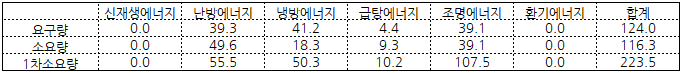 신재생에너지 난방에너지 냉방에너지 급탕에너지 조명에너지 환기에너지 합계
요구량 0.0 39.3 41.2 4.4 39.1 0.0 124.0
소요량 0.0 49.6 18.3 9.3 39.1 0.0 116.3
1차소요량 0.0 55.5 50.3 10.2 107.5 0.0 223.5